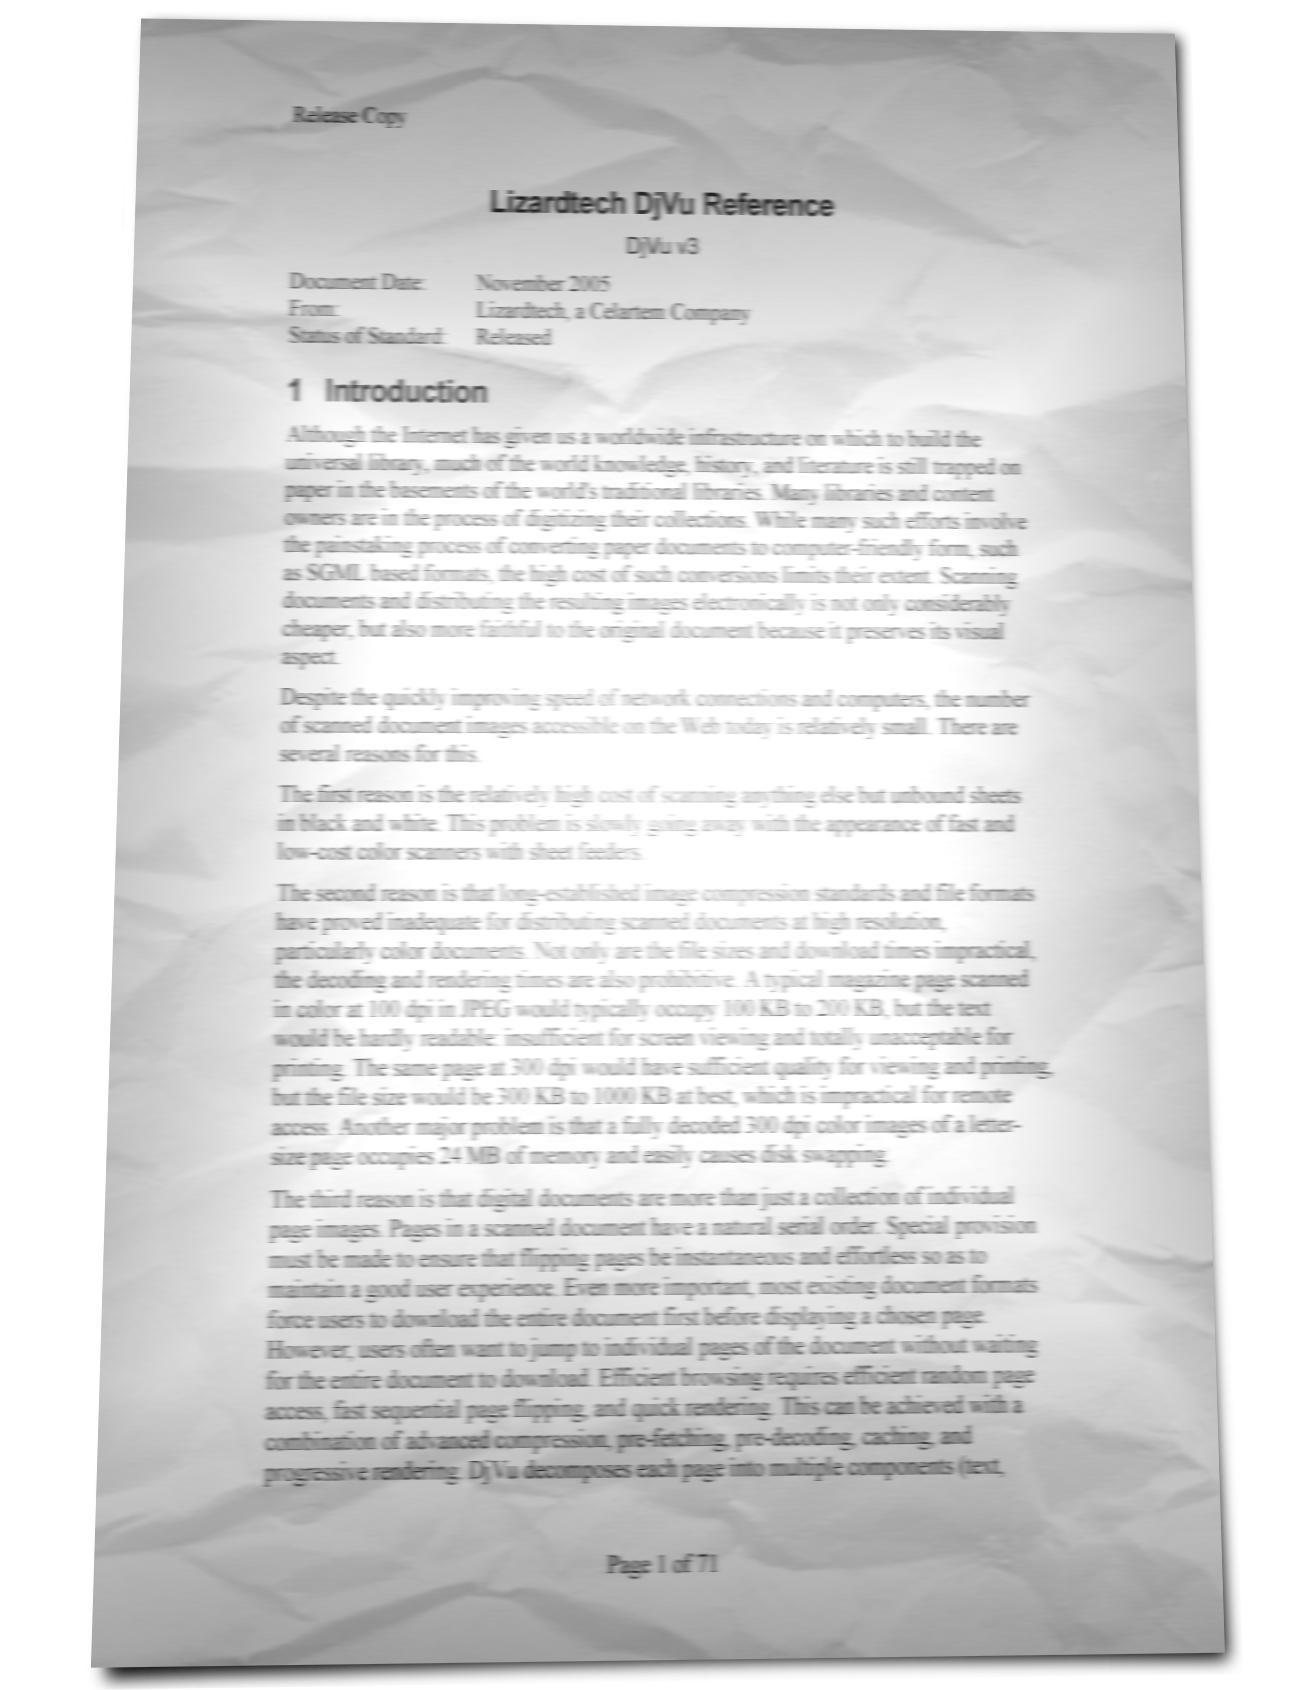 Release Copy
Lizardtech DjVu Reference
DjVu v3
Document Date: November 2005
From: Lizardtech, a Celartem Company
Status of Standard: Released
1 Introduction
Although the Internet has given us a worldwide infrastructure on which to build the
universal library, much of the world knowledge, history, and literature is still trapped on
paper in the basements of the world's traditional libraries. Many libraries and content
owners are in the process of digitizing their collections. While many such efforts involve
the painstaking process of converting paper documents to computer-friendly form, such
as SGML based formats, the high cost of such conversions limits their extent. Scanning
documents and distributing the resulting images electronically is not only considerably
cheaper, but also more faithful to the original document because it preserves its visual
aspect.
Despite the quickly improving speed of network connections and computers, the number
of scanned document images accessible on the Web today is relatively small. There are
several reasons for this.
The first reason is the relatively high cost of scanning anything else but unbound sheets
in black and white. This problem is slowly going away with the appearance of fast and
low-cost color scanners with sheet feeders.
The second reason is that long-established image compression standards and file formats
have proved inadequate for distributing scanned documents at high resolution,
particularly color documents. Not only are the file sizes and download times impractical,
the decoding and rendering times are also prohibitive. A typical magazine page scanned
in color at 100 dpi in JPEG would typically occupy 100 KB to 200 KB, but the text
would be hardly readable: insufficient for screen viewing and totally unacceptable for
printing. The same page at 300 dpi would have sufficient quality for viewing and printing,
but the file size would be 300 KB to 1000 KB at best, which is impractical for remote
access. Another major problem is that a fully decoded 300 dpi color images of a letter-
size page occupies 24 MB of memory and easily causes disk swapping.
The third reason is that digital documents are more than just a collection of individual
page images. Pages in a scanned document have a natural serial order. Special provision
must be made to ensure that flipping pages be instantaneous and effortless so as to
maintain a good user experience. Even more important, most existing document formats
force users to download the entire document first before displaying a chosen page.
However, users often want to jump to individual pages of the document without waiting
for the entire document to download. Efficient browsing requires efficient random page
access, fast sequential page flipping, and quick rendering. This can be achieved with a
combination of advanced compression, pre-fetching, pre-decoding, caching, and
progressive rendering. DjVu decomposes each page into multiple components (text,
Page 1 of 71